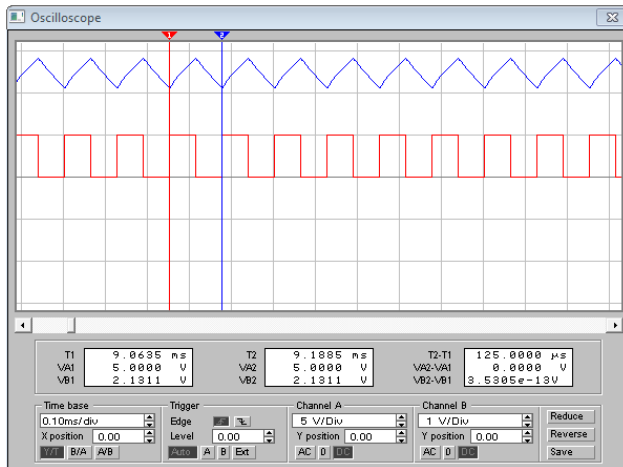 Oscilloscope
1 2
T1 9.0635 ms T2 9.1885 ms T2-T1 125.0000 µs
VA1 5.0000 V VA2 5.0000 V VA2-VA1 0.0000 V
VB1 2.1311 V VB2 2.1311 V VB2-VB1 3.5305e-13V
Time base Trigger Channel A Channel B
0.10ms/div Edge 5 V/Div 1 V/Div Reduce
X position 0.00 Level 0.00 Y position 0.00 Y position 0.00 Reverse
Y/T B/A A/B Auto A B Ext AC 0 DC AC 0 DC Save